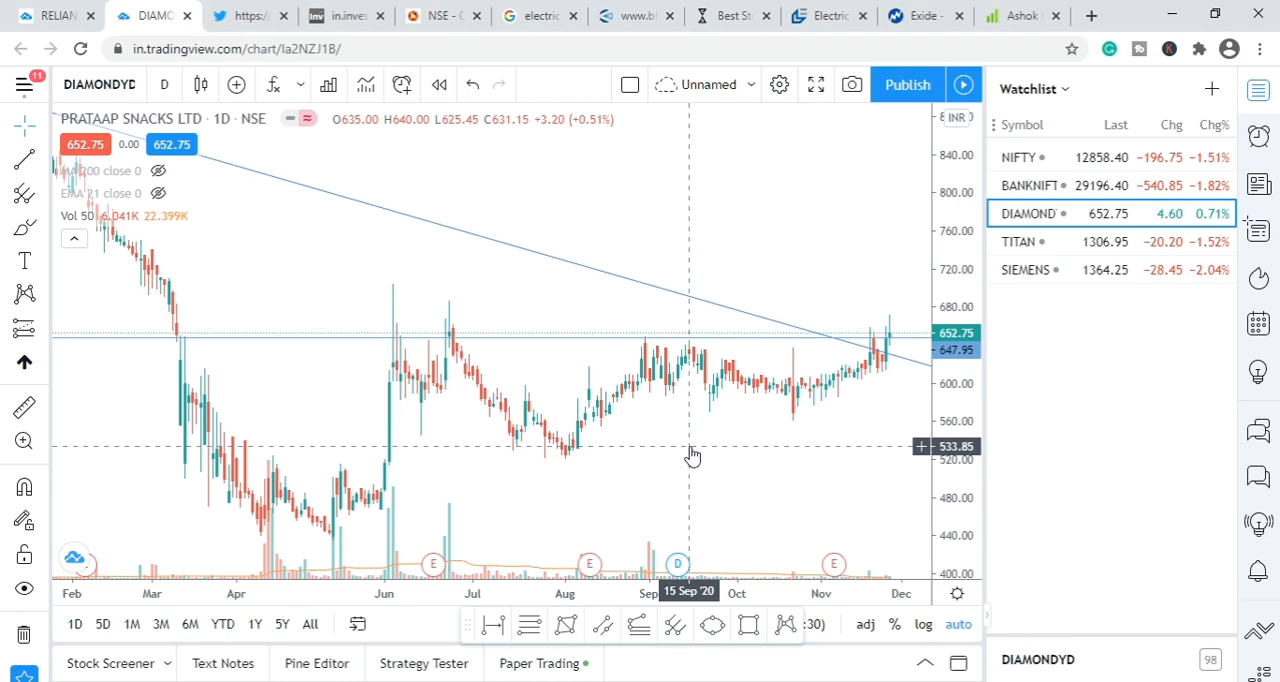 RELIAN
DIAMO
https:/
in.invest
NSE - C
electric
www.b
Best St
Electric
Exide -
Ashok
in.tradingview.com/chart/Ia2NZJ1B/
11
DIAMONDYD
D
Unnamed
Publish
Watchlist
PRATAAP SNACKS LTD · 1D · NSE
O635.00 H640.00 L625.45 C631.15 +3.20 (+0.51%)
INR
652.75 0.00 652.75
MA 200 close 0
EMA 21 close 0
Vol 50 6.041K 22.399K
Symbol Last Chg Chg%
NIFTY 12858.40 −196.75 −1.51%
BANKNIFT 29196.40 −540.85 −1.82%
DIAMOND 652.75 4.60 0.71%
TITAN 1306.95 −20.20 −1.52%
SIEMENS 1364.25 −28.45 −2.04%
840.00
800.00
760.00
720.00
680.00
652.75
647.95
600.00
560.00
533.85
520.00
480.00
440.00
400.00
E E D E
Feb Mar Apr Jun Jul Aug Sep 15 Sep '20 Oct Nov Dec
1D 5D 1M 3M 6M YTD 1Y 5Y All
:30) adj % log auto
Stock Screener Text Notes Pine Editor Strategy Tester Paper Trading
DIAMONDYD 98